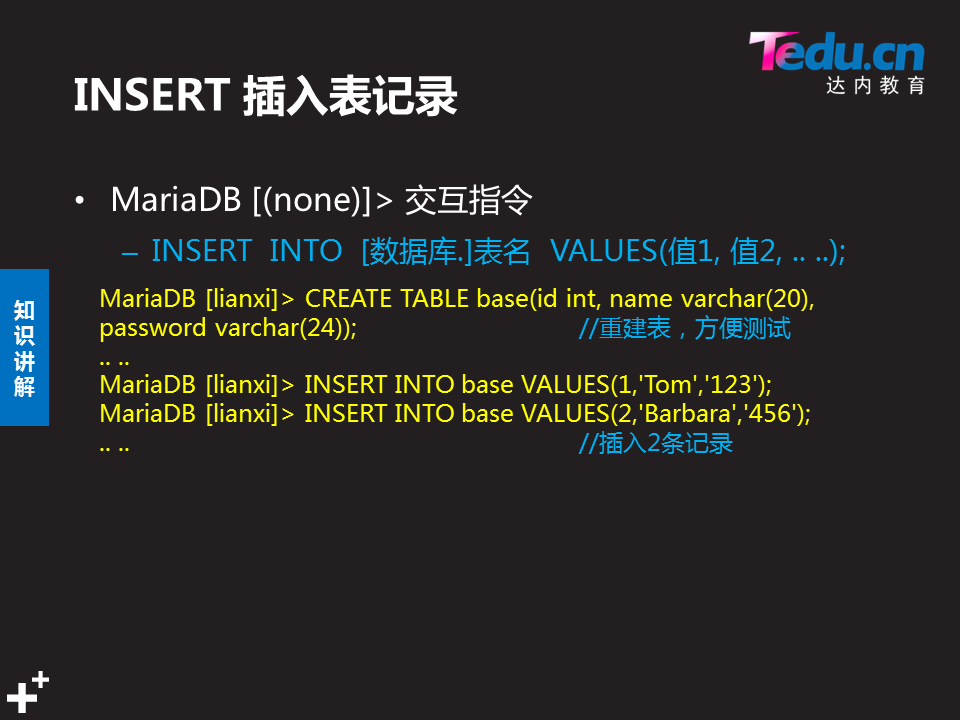 Tedu.cn
达内教育
INSERT 插入表记录
• MariaDB [(none)]> 交互指令
– INSERT INTO [数据库.]表名 VALUES(值1, 值2, .. ..);
知识讲解
MariaDB [lianxi]> CREATE TABLE base(id int, name varchar(20),
password varchar(24)); //重建表，方便测试
.. ..
MariaDB [lianxi]> INSERT INTO base VALUES(1,'Tom','123');
MariaDB [lianxi]> INSERT INTO base VALUES(2,'Barbara','456');
.. .. //插入2条记录